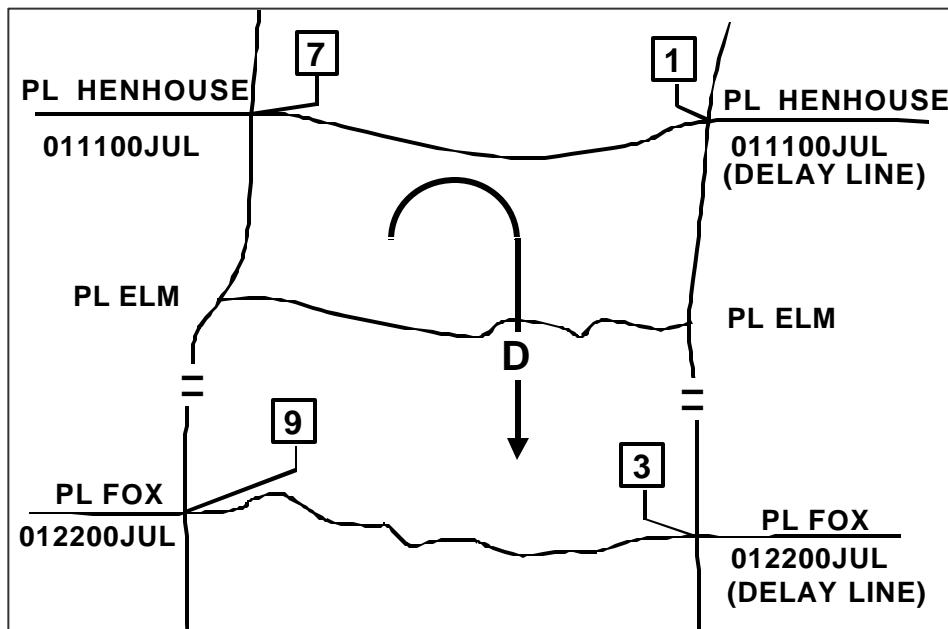 7
1
PL HENHOUSE
PL HENHOUSE
011100JUL
011100JUL
(DELAY LINE)
PL ELM
PL ELM
D
9
3
PL FOX
PL FOX
012200JUL
012200JUL
(DELAY LINE)